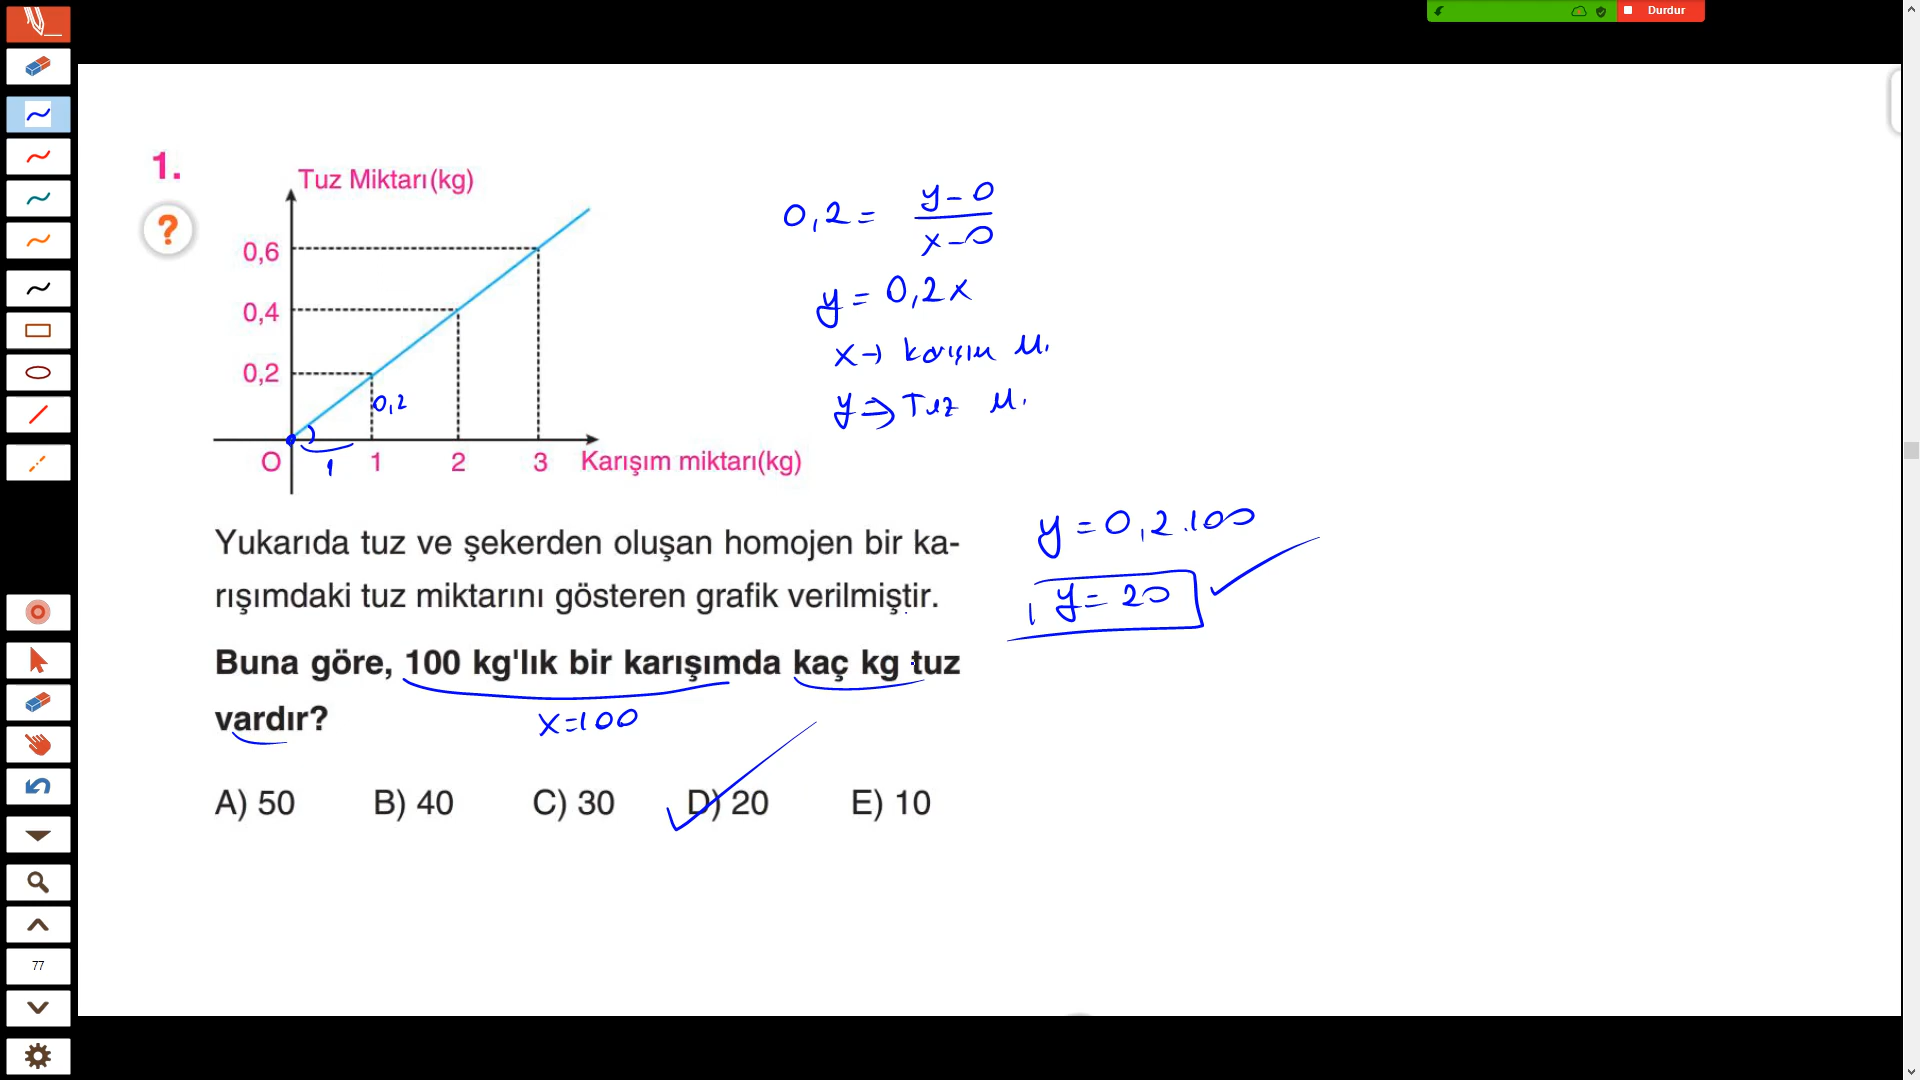 Durdur
1.
Tuz Miktarı(kg)
0,6
0,4
0,2
0,2
O
1
1
2
3
Karışım miktarı(kg)
0,2 = y-0
x-0
y = 0,2x
x → karışım M.
y ⇒ Tuz M.
Yukarıda tuz ve şekerden oluşan homojen bir ka-
rışımdaki tuz miktarını gösteren grafik verilmiştir.
Buna göre, 100 kg'lık bir karışımda kaç kg tuz
vardır?
x=100
y = 0,2.100
y = 20
A) 50 B) 40 C) 30 D) 20 E) 10
77